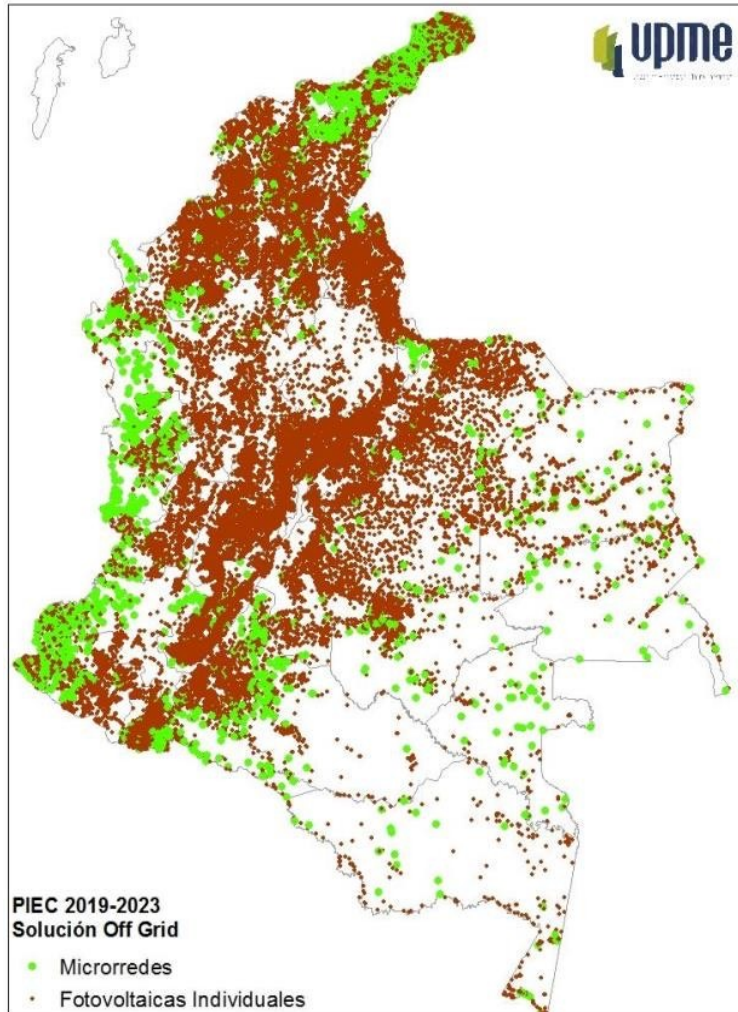 upme
PIEC 2019-2023
Solución Off Grid
Microrredes
Fotovoltaicas Individuales